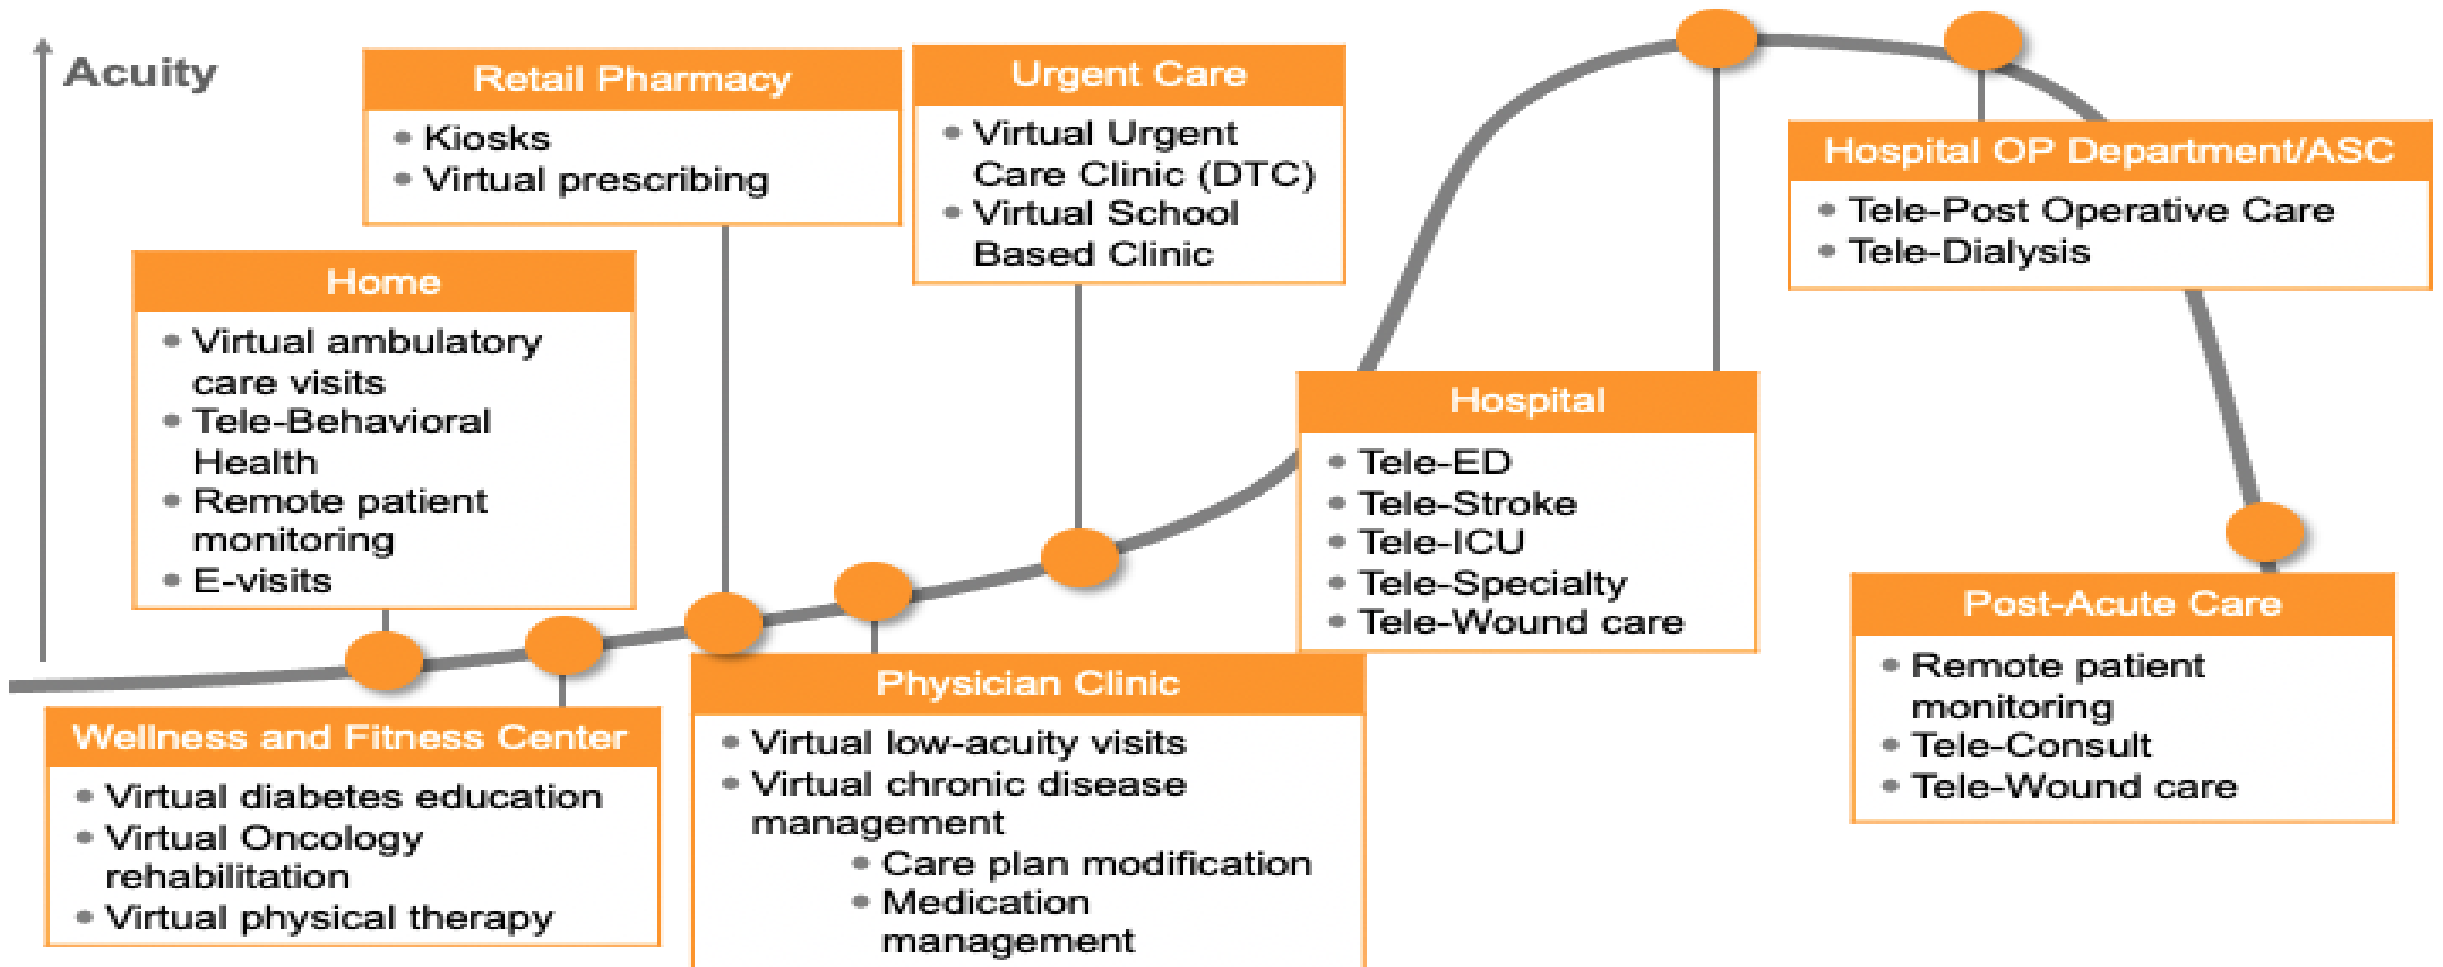 Acuity
Retail Pharmacy
Kiosks
Virtual prescribing
Urgent Care
Virtual Urgent
Care Clinic (DTC)
Virtual School
Based Clinic
Hospital OP Department/ASC
Tele-Post Operative Care
Tele-Dialysis
Home
Virtual ambulatory
care visits
Tele-Behavioral
Health
Remote patient
monitoring
E-visits
Hospital
Tele-ED
Tele-Stroke
Tele-ICU
Tele-Specialty
Tele-Wound care
Wellness and Fitness Center
Virtual diabetes education
Virtual Oncology
rehabilitation
Virtual physical therapy
Physician Clinic
Virtual low-acuity visits
Virtual chronic disease
management
Care plan modification
Medication
management
Post-Acute Care
Remote patient
monitoring
Tele-Consult
Tele-Wound care